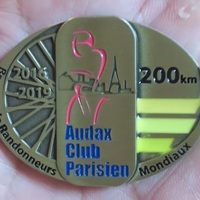 2016
2019
200km
Audax
Club
Parisien
Randonneurs
Mondiaux